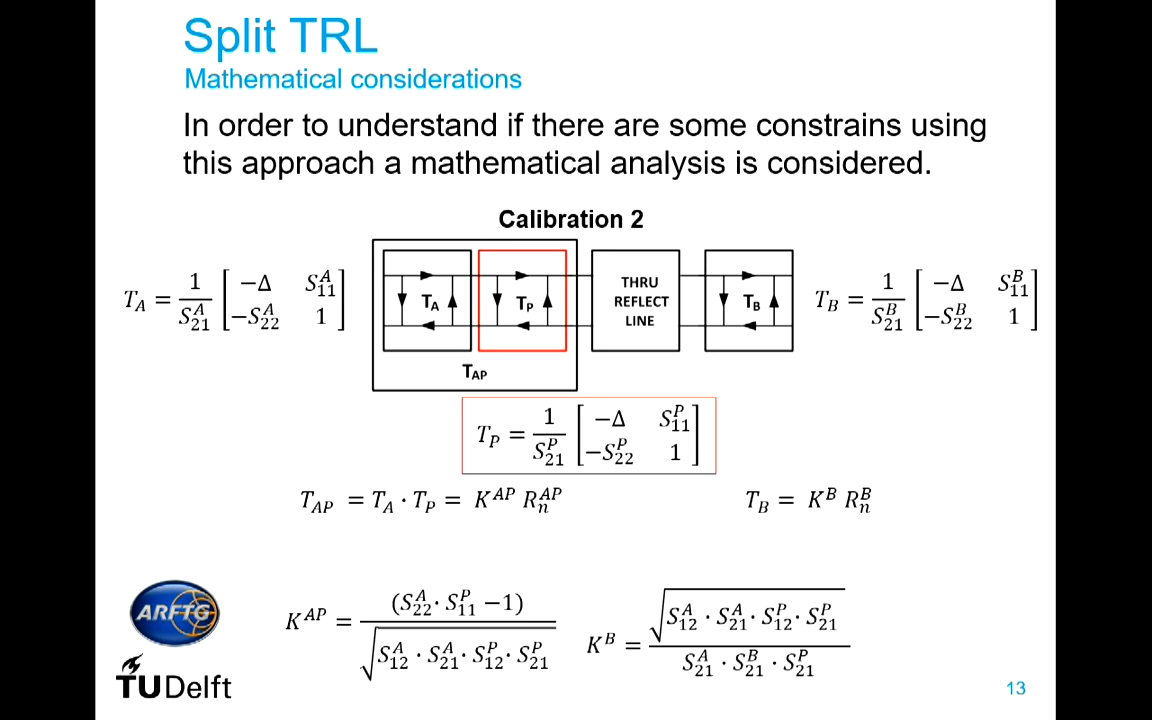 Split TRL
Mathematical considerations
In order to understand if there are some constrains using
this approach a mathematical analysis is considered.
Calibration 2
T_A = 1/S_21^A [−Δ S_11^A; −S_22^A 1]
T_A
T_P
THRU
REFLECT
LINE
T_B
T_AP
T_B = 1/S_21^B [−Δ S_11^B; −S_22^B 1]
T_P = 1/S_21^P [−Δ S_11^P; −S_22^P 1]
T_AP = T_A · T_P = K^AP R_n^AP
T_B = K^B R_n^B
K^AP = (S_22^A · S_11^P −1) / √(S_12^A · S_21^A · S_12^P · S_21^P)
K^B = √(S_12^A · S_21^A · S_12^P · S_21^P) / (S_21^A · S_21^B · S_21^P)
ARFTG
TUDelft
13